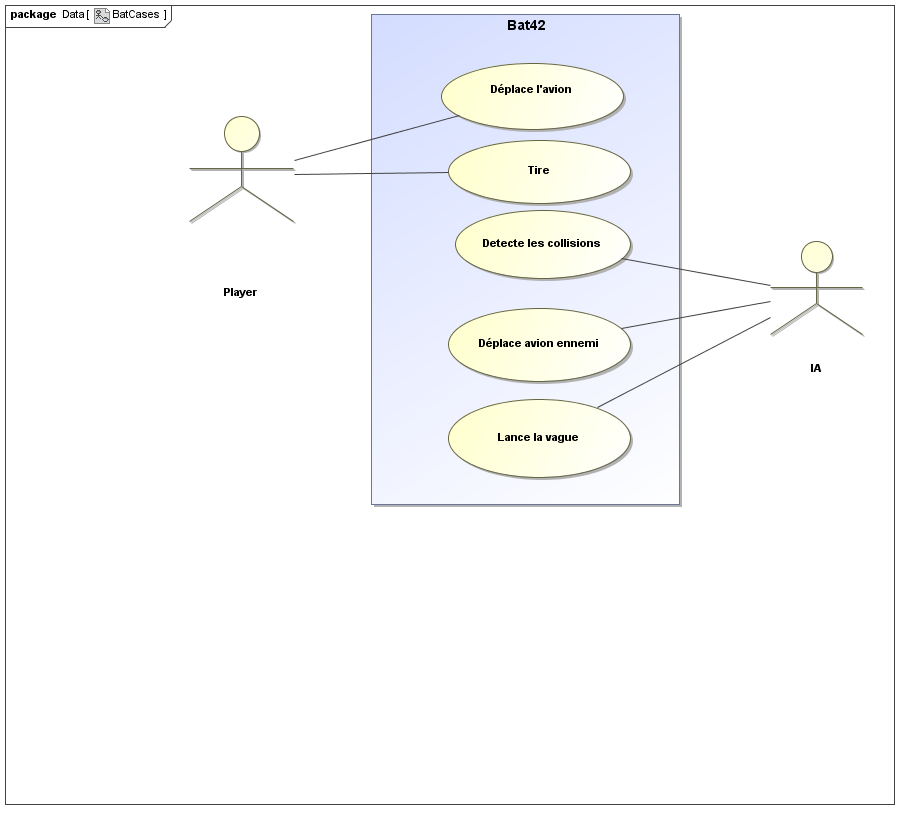 package Data [ BatCases ]
Bat42
Déplace l'avion
Tire
Detecte les collisions
Player
Déplace avion ennemi
IA
Lance la vague